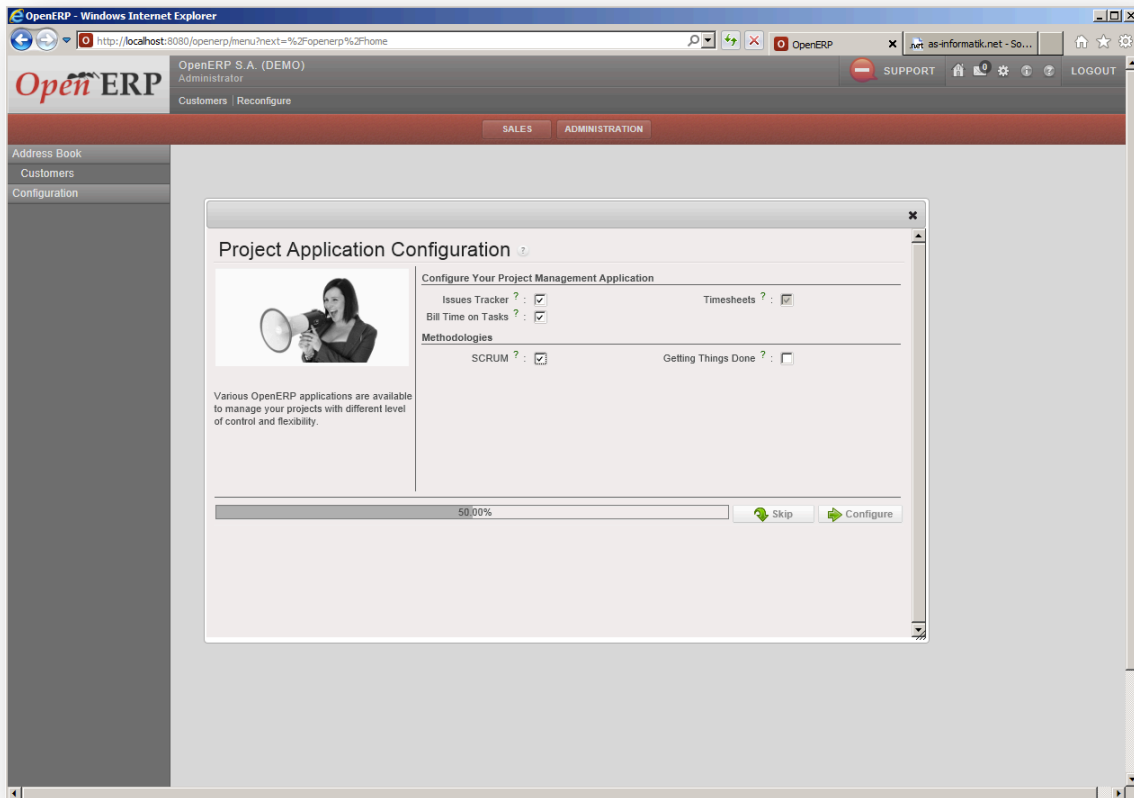 OpenERP - Windows Internet Explorer
http://localhost:8080/openerp/menu?next=%2Fopenerp%2Fhome
OpenERP
as-informatik.net - So...
Open ERP
OpenERP S.A. (DEMO)
Administrator
Customers | Reconfigure
SUPPORT
0
LOGOUT
SALES
ADMINISTRATION
Address Book
Customers
Configuration
Project Application Configuration ?
Configure Your Project Management Application
Issues Tracker ? :
Timesheets ? :
Bill Time on Tasks ? :
Methodologies
SCRUM ? :
Getting Things Done ? :
Various OpenERP applications are available
to manage your projects with different level
of control and flexibility.
50.00%
Skip
Configure